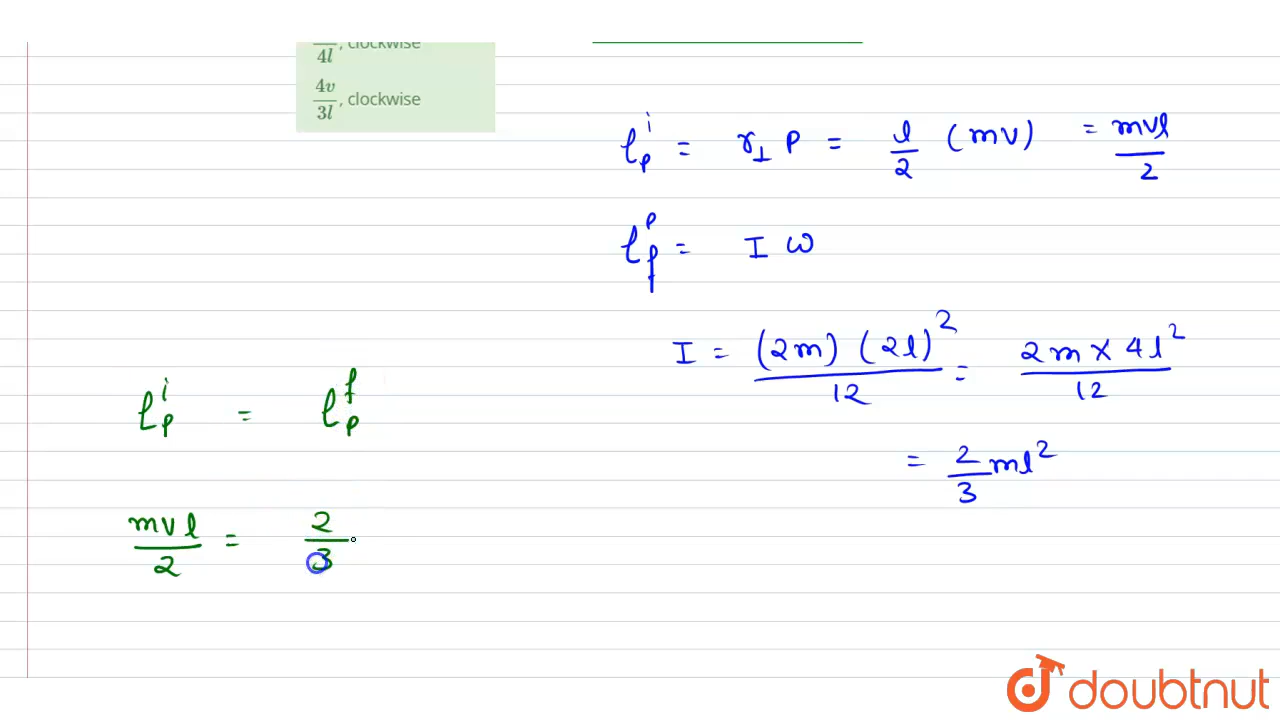 /4l, clockwise
4v/3l, clockwise
l_p^i = r_⊥ P = l/2 (mv) = mvl/2
l_f^p = I ω
I = (2m) (2l)^2/12 = 2m × 4l^2/12
= 2/3 ml^2
l_p^i = l_p^f
mvl/2 = 2/3
doubtnut